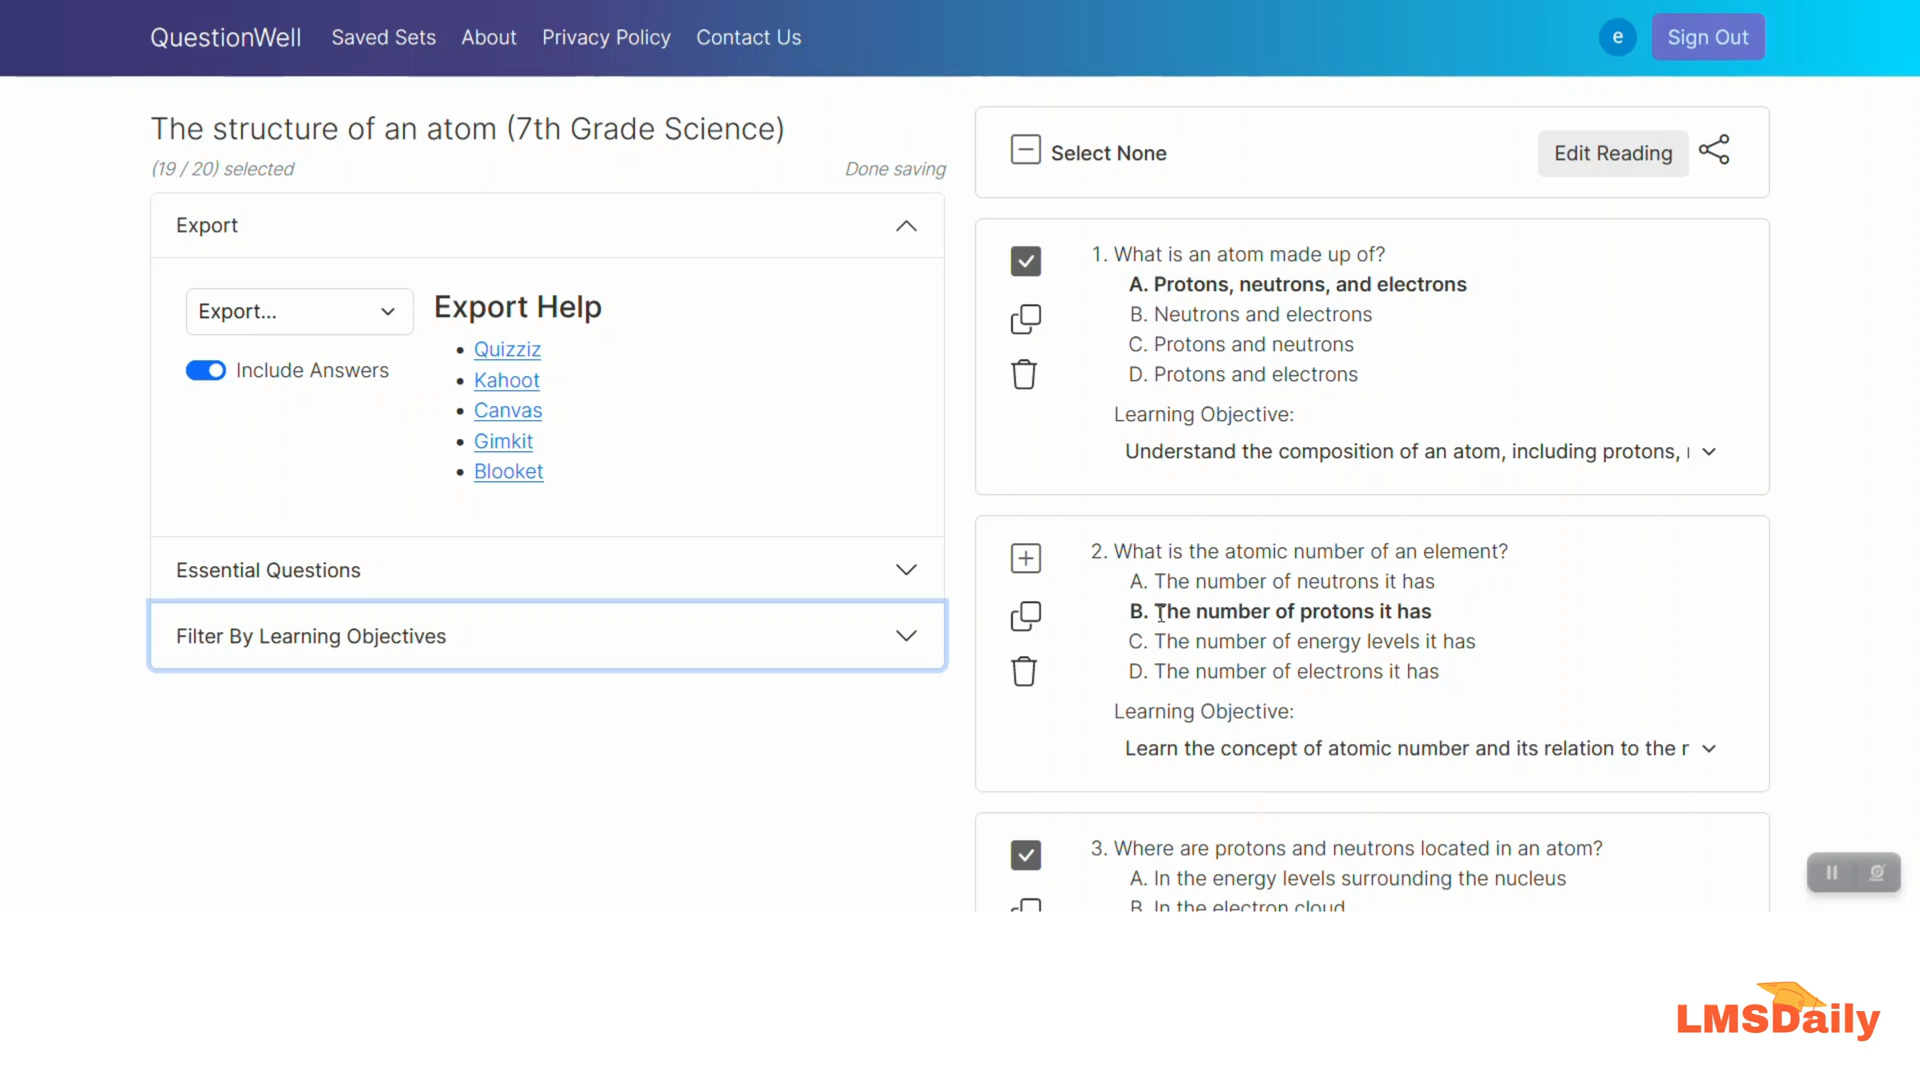 QuestionWell Saved Sets About Privacy Policy Contact Us e Sign Out
The structure of an atom (7th Grade Science)
(19 / 20) selected Done saving
Export
Export...
Include Answers
Export Help
Quizziz
Kahoot
Canvas
Gimkit
Blooket
Essential Questions
Filter By Learning Objectives
Select None Edit Reading
1. What is an atom made up of?
A. Protons, neutrons, and electrons
B. Neutrons and electrons
C. Protons and neutrons
D. Protons and electrons
Learning Objective:
Understand the composition of an atom, including protons,
2. What is the atomic number of an element?
A. The number of neutrons it has
B. The number of protons it has
C. The number of energy levels it has
D. The number of electrons it has
Learning Objective:
Learn the concept of atomic number and its relation to the
3. Where are protons and neutrons located in an atom?
A. In the energy levels surrounding the nucleus
B. In the electron cloud
LMSDaily